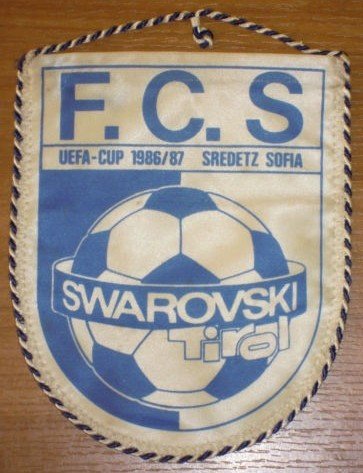 F. C. S
UEFA-CUP 1986/87 SREDETZ SOFIA
SWAROVSKI
Tirol